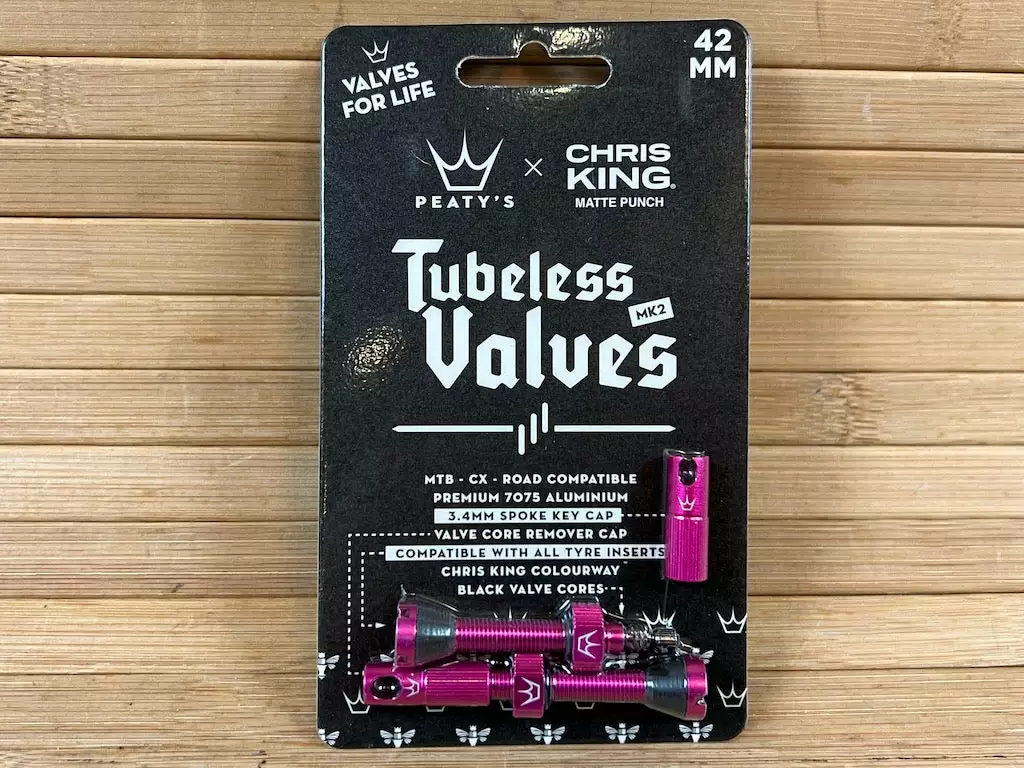 VALVES
FOR LIFE
42
MM
PEATY'S
×
CHRIS
KING®
MATTE PUNCH
Tubeless
MK2
Valves
MTB - CX - ROAD COMPATIBLE
PREMIUM 7075 ALUMINIUM
3.4MM SPOKE KEY CAP
VALVE CORE REMOVER CAP
COMPATIBLE WITH ALL TYRE INSERTS
CHRIS KING COLOURWAY
BLACK VALVE CORES